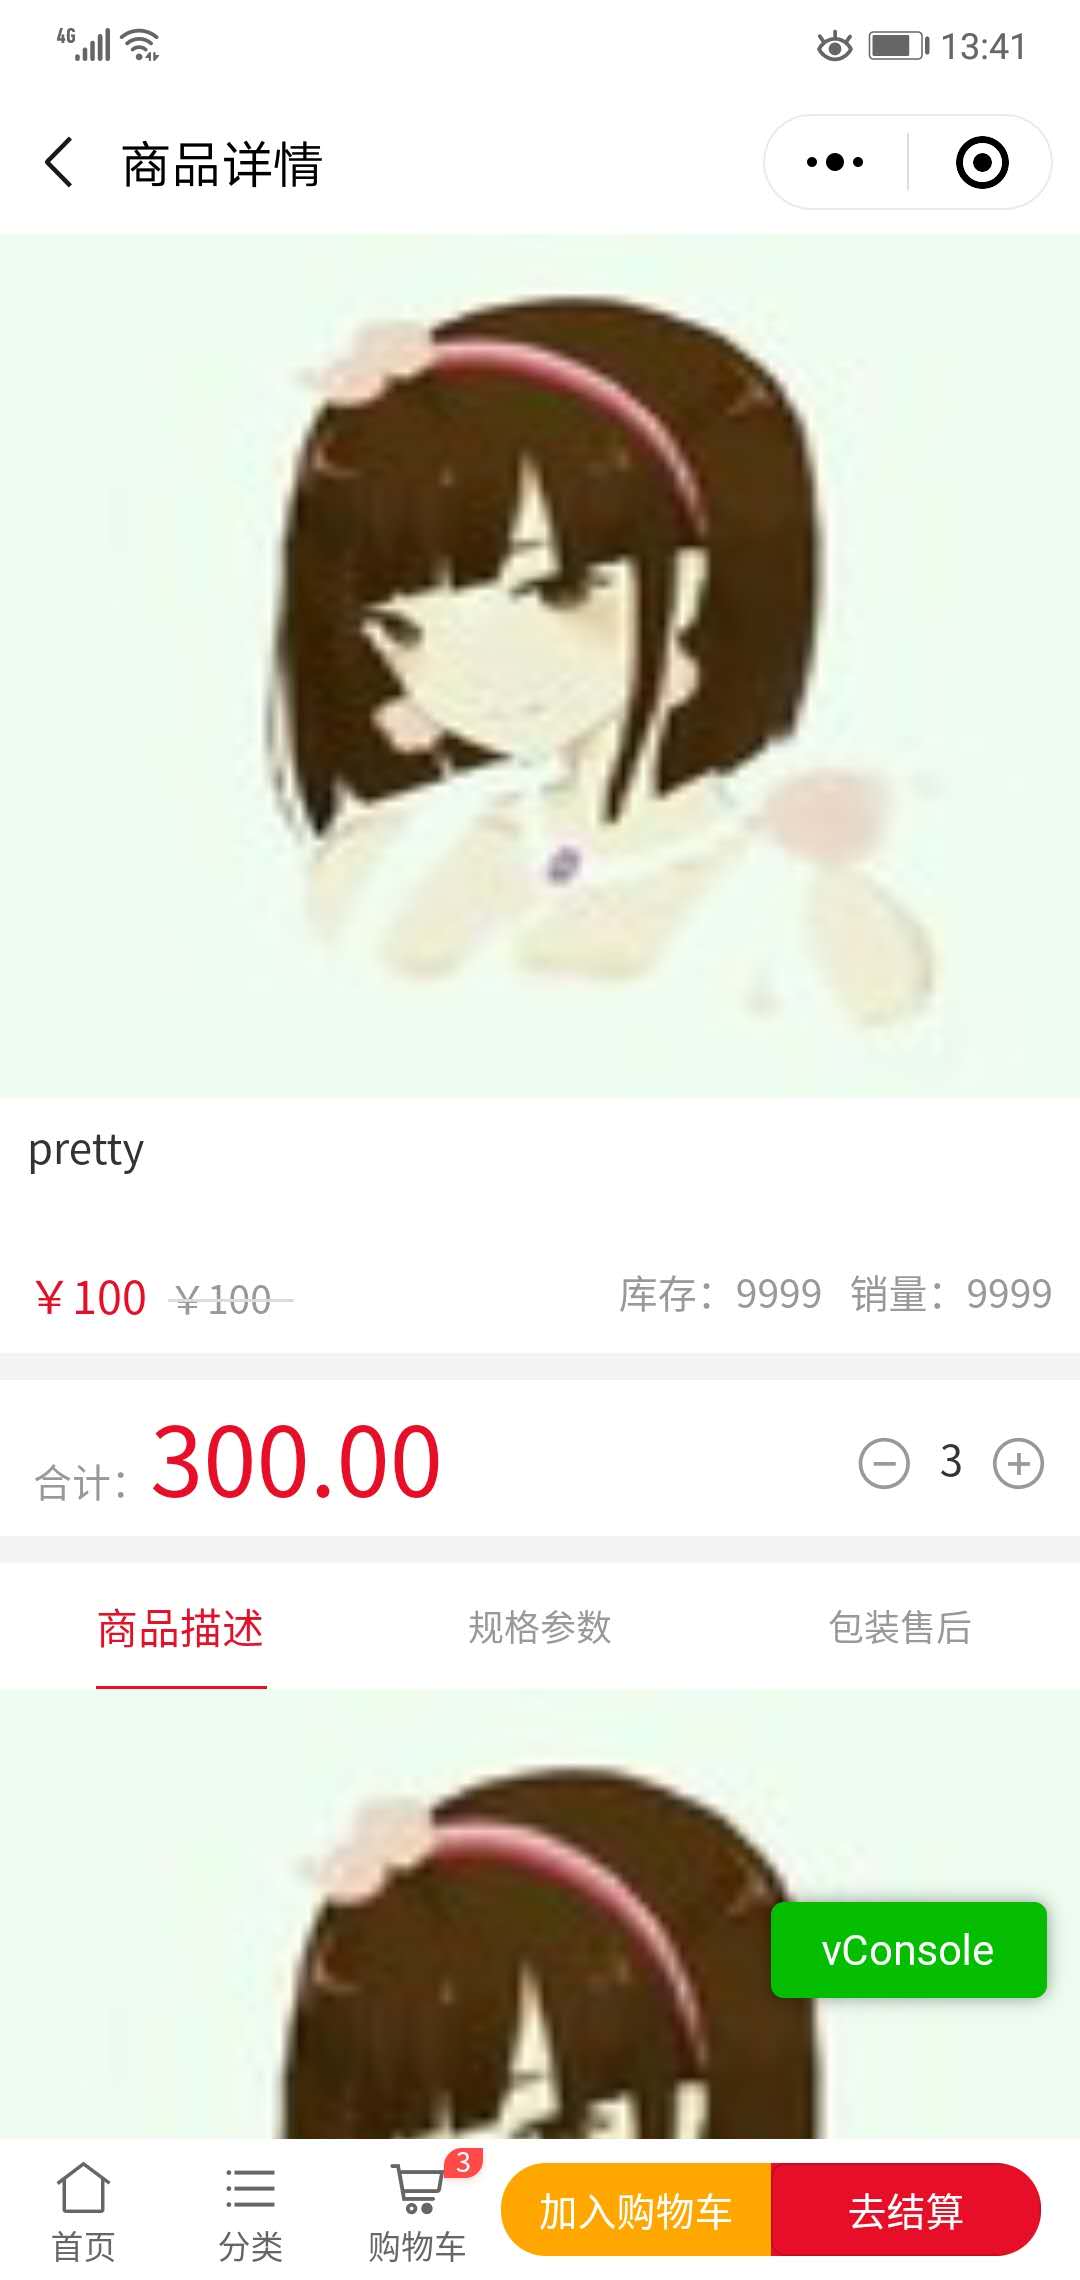 4G 13:41
商品详情
pretty
￥100 ￥100 库存：9999 销量：9999
合计：300.00 3
商品描述 规格参数 包装售后
vConsole
3
首页 分类 购物车 加入购物车 去结算